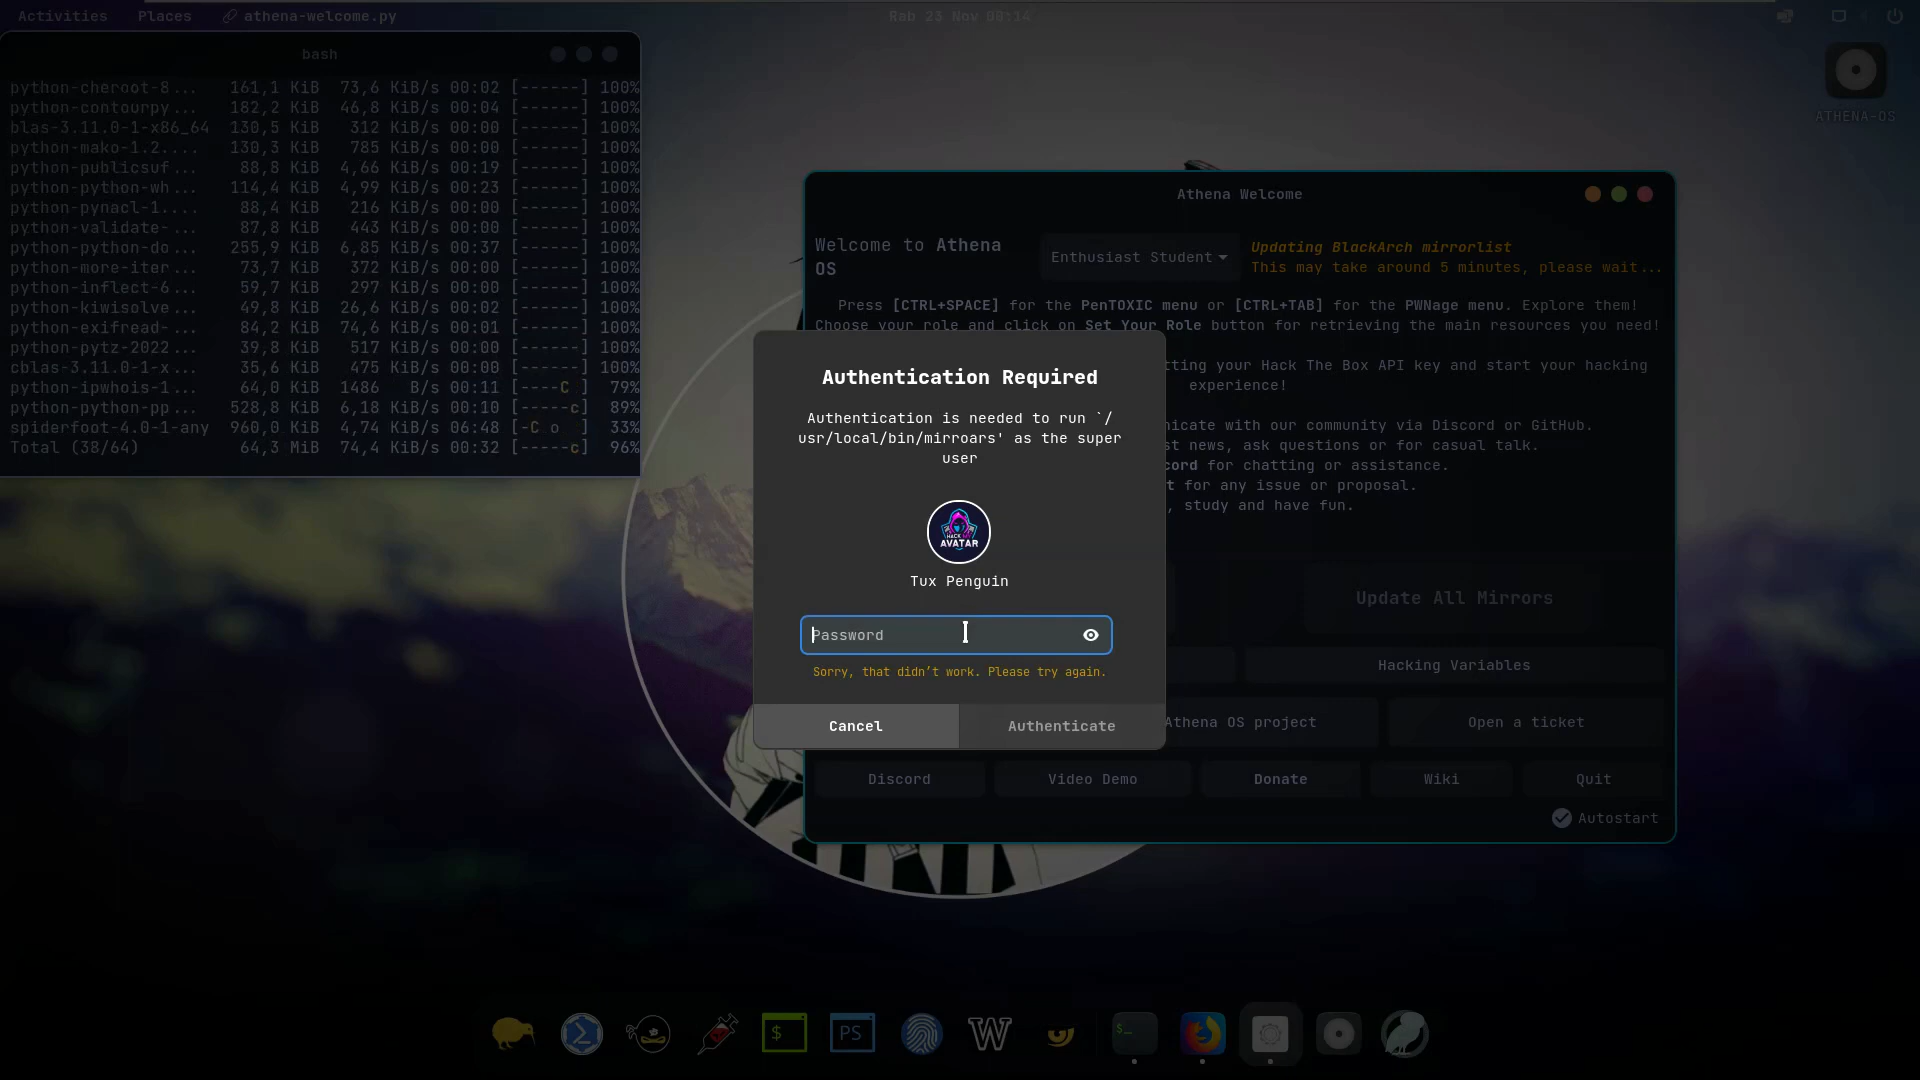 Activities Places athena-welcome.py Rab 23 Nov 00:14
bash
python-cheroot-8... 161,1 KiB 73,6 KiB/s 00:02 [------] 100%
python-contourpy... 182,2 KiB 46,8 KiB/s 00:04 [------] 100%
blas-3.11.0-1-x86_64 130,5 KiB 312 KiB/s 00:00 [------] 100%
python-mako-1.2.... 130,3 KiB 785 KiB/s 00:00 [------] 100%
python-publicsuf... 88,8 KiB 4,66 KiB/s 00:19 [------] 100%
python-python-wh... 114,4 KiB 4,99 KiB/s 00:23 [------] 100%
python-pynacl-1.... 88,4 KiB 216 KiB/s 00:00 [------] 100%
python-validate-... 87,8 KiB 443 KiB/s 00:00 [------] 100%
python-python-do... 255,9 KiB 6,85 KiB/s 00:37 [------] 100%
python-more-iter... 73,7 KiB 372 KiB/s 00:00 [------] 100%
python-inflect-6... 59,7 KiB 297 KiB/s 00:00 [------] 100%
python-kiwisolve... 49,8 KiB 26,6 KiB/s 00:02 [------] 100%
python-exifread-... 84,2 KiB 74,6 KiB/s 00:01 [------] 100%
python-pytz-2022... 39,8 KiB 517 KiB/s 00:00 [------] 100%
cblas-3.11.0-1-x... 35,6 KiB 475 KiB/s 00:00 [------] 100%
python-ipwhois-1... 64,0 KiB 1486 B/s 00:11 [----C ] 79%
python-python-pp... 528,8 KiB 6,18 KiB/s 00:10 [-----c] 89%
spiderfoot-4.0-1-any 960,0 KiB 4,74 KiB/s 06:48 [-C o ] 33%
Total (38/64) 64,3 MiB 74,4 KiB/s 00:32 [-----c] 96%
ATHENA-OS
Athena Welcome
Welcome to Athena
OS
Enthusiast Student
Updating BlackArch mirrorlist
This may take around 5 minutes, please wait...
Press [CTRL+SPACE] for the PenTOXIC menu or [CTRL+TAB] for the PWNage menu. Explore them!
Choose your role and click on Set Your Role button for retrieving the main resources you need!
tting your Hack The Box API key and start your hacking
experience!
nicate with our community via Discord or GitHub.
st news, ask questions or for casual talk.
cord for chatting or assistance.
t for any issue or proposal.
, study and have fun.
Authentication Required
Authentication is needed to run `/
usr/local/bin/mirroars' as the super
user
HACK MY
AVATAR
Tux Penguin
Password
Sorry, that didn’t work. Please try again.
Cancel Authenticate
Update All Mirrors
Hacking Variables
Athena OS project Open a ticket
Discord Video Demo Donate Wiki Quit
Autostart
$ PS W $_